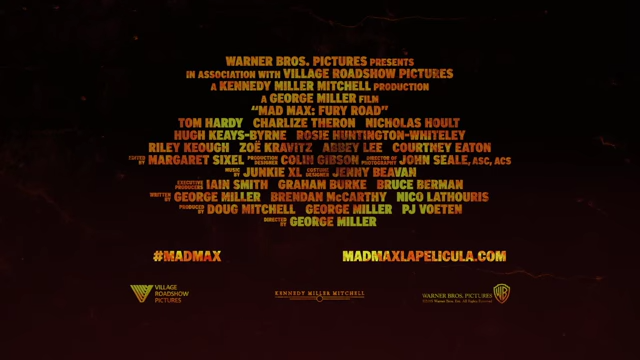 WARNER BROS. PICTURES PRESENTS
IN ASSOCIATION WITH VILLAGE ROADSHOW PICTURES
A KENNEDY MILLER MITCHELL PRODUCTION
A GEORGE MILLER FILM
"MAD MAX: FURY ROAD"
TOM HARDY CHARLIZE THERON NICHOLAS HOULT
HUGH KEAYS-BYRNE ROSIE HUNTINGTON-WHITELEY
RILEY KEOUGH ZOË KRAVITZ ABBEY LEE COURTNEY EATON
EDITED BY MARGARET SIXEL PRODUCTION DESIGNER COLIN GIBSON DIRECTOR OF PHOTOGRAPHY JOHN SEALE, ASC, ACS
MUSIC BY JUNKIE XL COSTUME DESIGNER JENNY BEAVAN
EXECUTIVE PRODUCERS IAIN SMITH GRAHAM BURKE BRUCE BERMAN
WRITTEN BY GEORGE MILLER BRENDAN McCARTHY NICO LATHOURIS
PRODUCED BY DOUG MITCHELL GEORGE MILLER PJ VOETEN
DIRECTED BY GEORGE MILLER
#MADMAX MADMAXLAPELICULA.COM
VILLAGE ROADSHOW PICTURES
KENNEDY MILLER MITCHELL
WARNER BROS. PICTURES